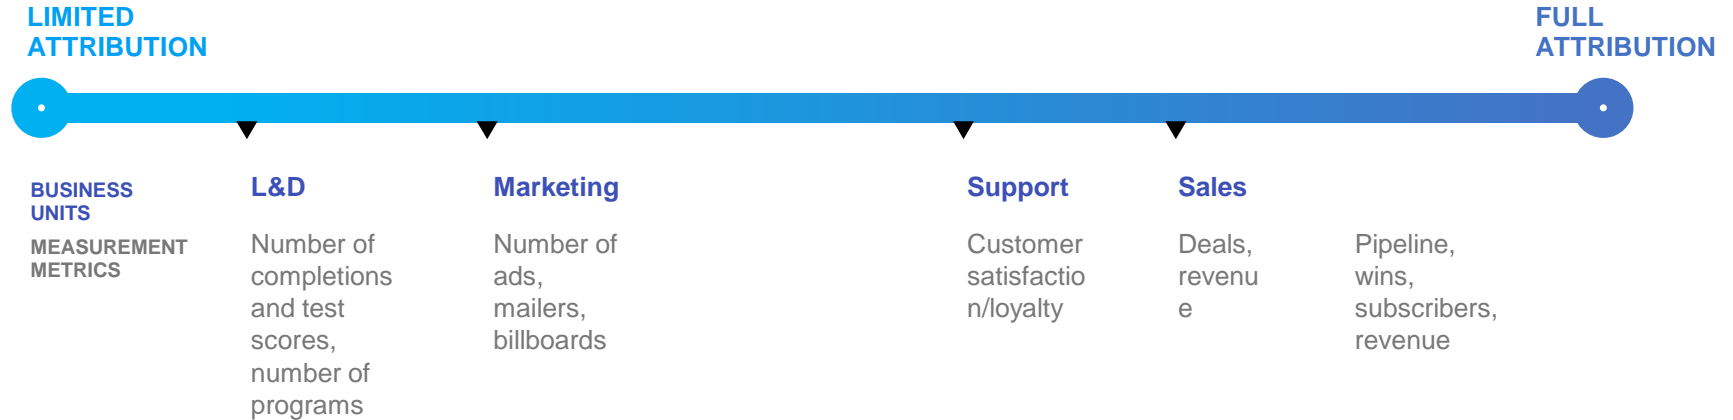 LIMITED
ATTRIBUTION
FULL
ATTRIBUTION
BUSINESS
UNITS
L&D
Marketing
Support
Sales
MEASUREMENT
METRICS
Number of
completions
and test
scores,
number of
programs
Number of
ads,
mailers,
billboards
Customer
satisfactio
n/loyalty
Deals,
revenu
e
Pipeline,
wins,
subscribers,
revenue